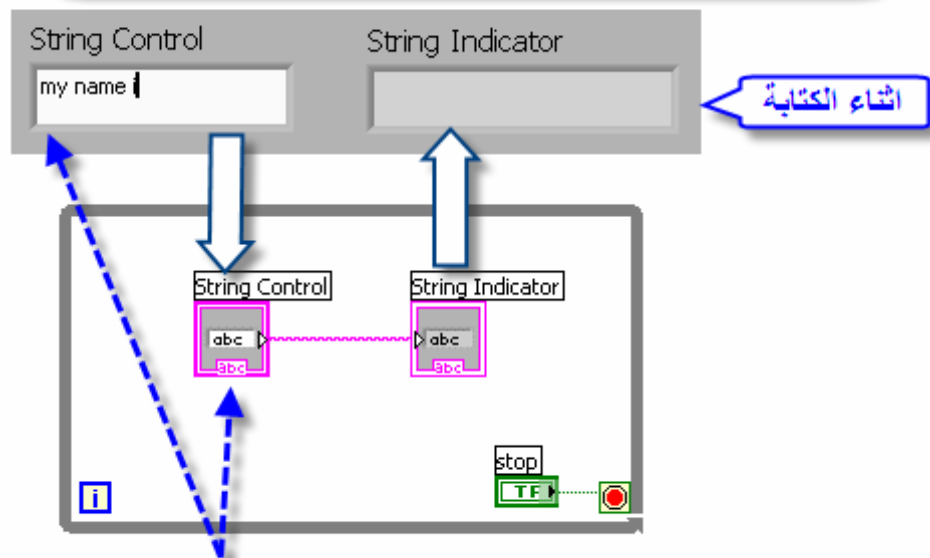 String Control
String Indicator
my name i
اثناء الكتابة
String Control
String Indicator
abc
abc
abc
abc
stop
TF
i